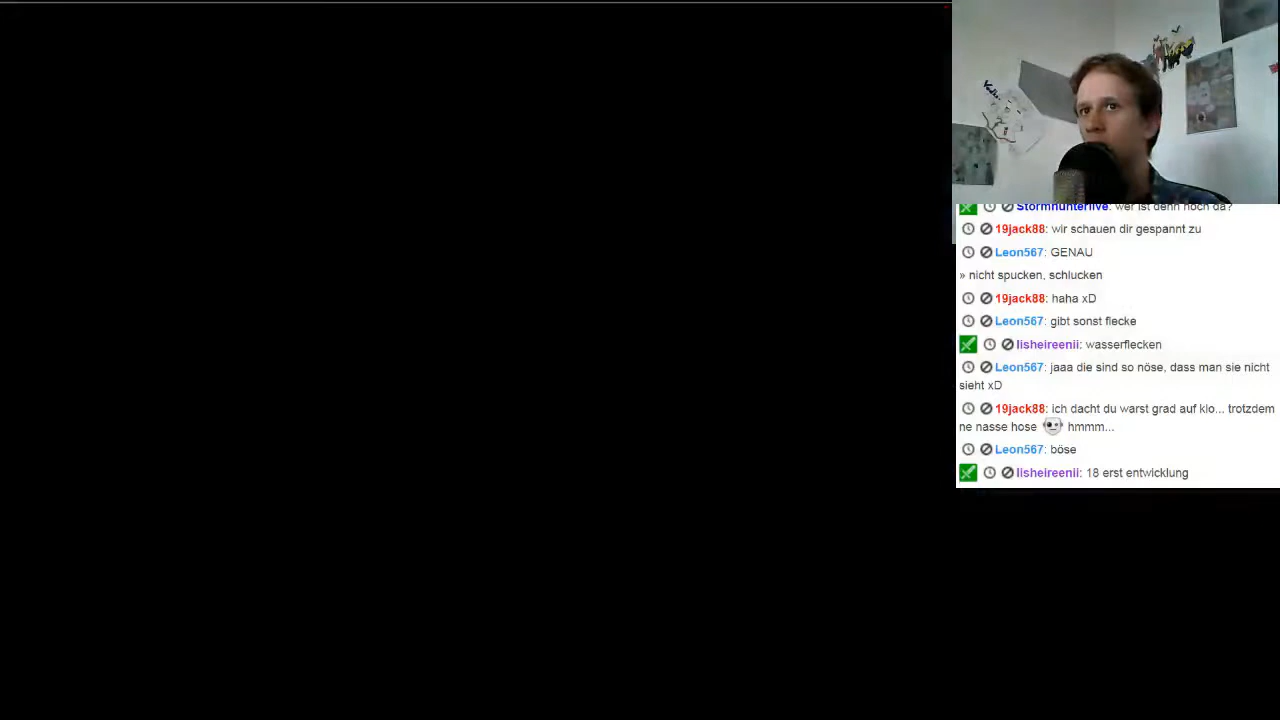 Stormhunterlive: wer ist denn noch da?
19jack88: wir schauen dir gespannt zu
Leon567: GENAU
» nicht spucken, schlucken
19jack88: haha xD
Leon567: gibt sonst flecke
lisheireenii: wasserflecken
Leon567: jaaa die sind so nöse, dass man sie nicht
sieht xD
19jack88: ich dacht du warst grad auf klo... trotzdem
ne nasse hose hmmm...
Leon567: böse
lisheireenii: 18 erst entwicklung